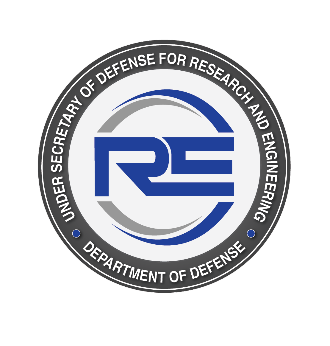 UNDER SECRETARY OF DEFENSE FOR RESEARCH AND ENGINEERING
RE
DEPARTMENT OF DEFENSE